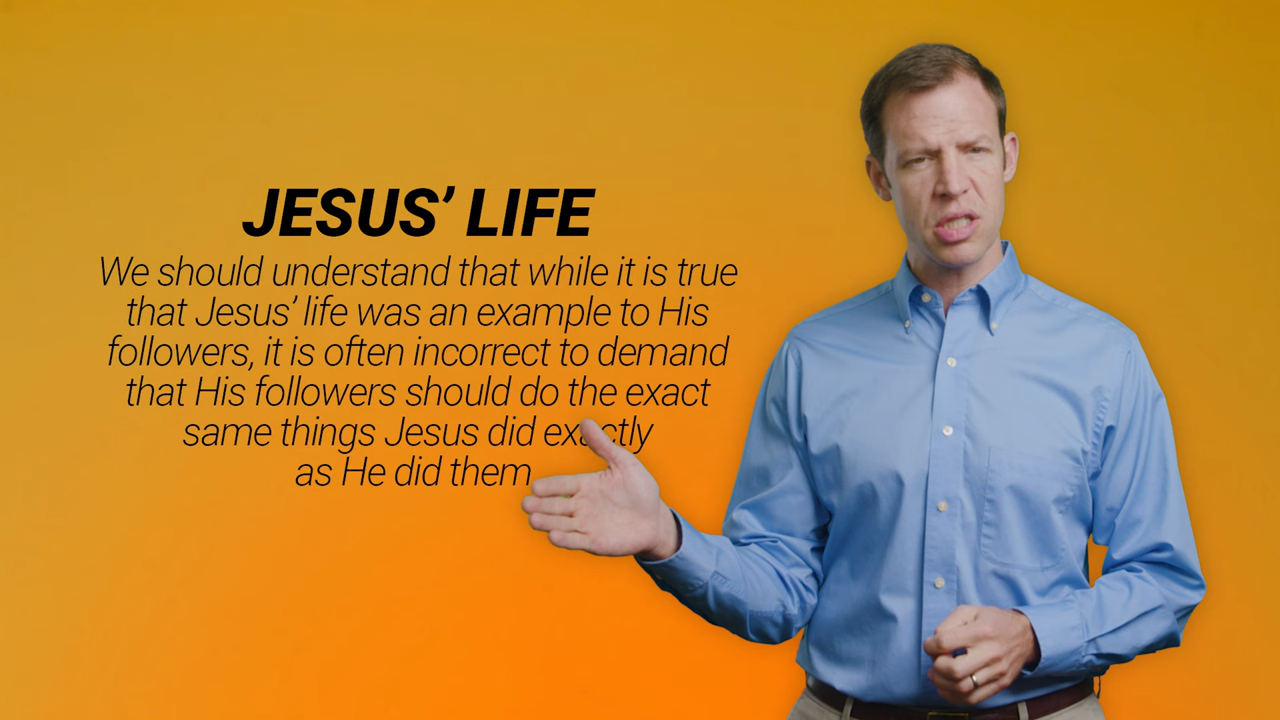 JESUS’ LIFE
We should understand that while it is true
that Jesus’ life was an example to His
followers, it is often incorrect to demand
that His followers should do the exact
same things Jesus did exactly
as He did them